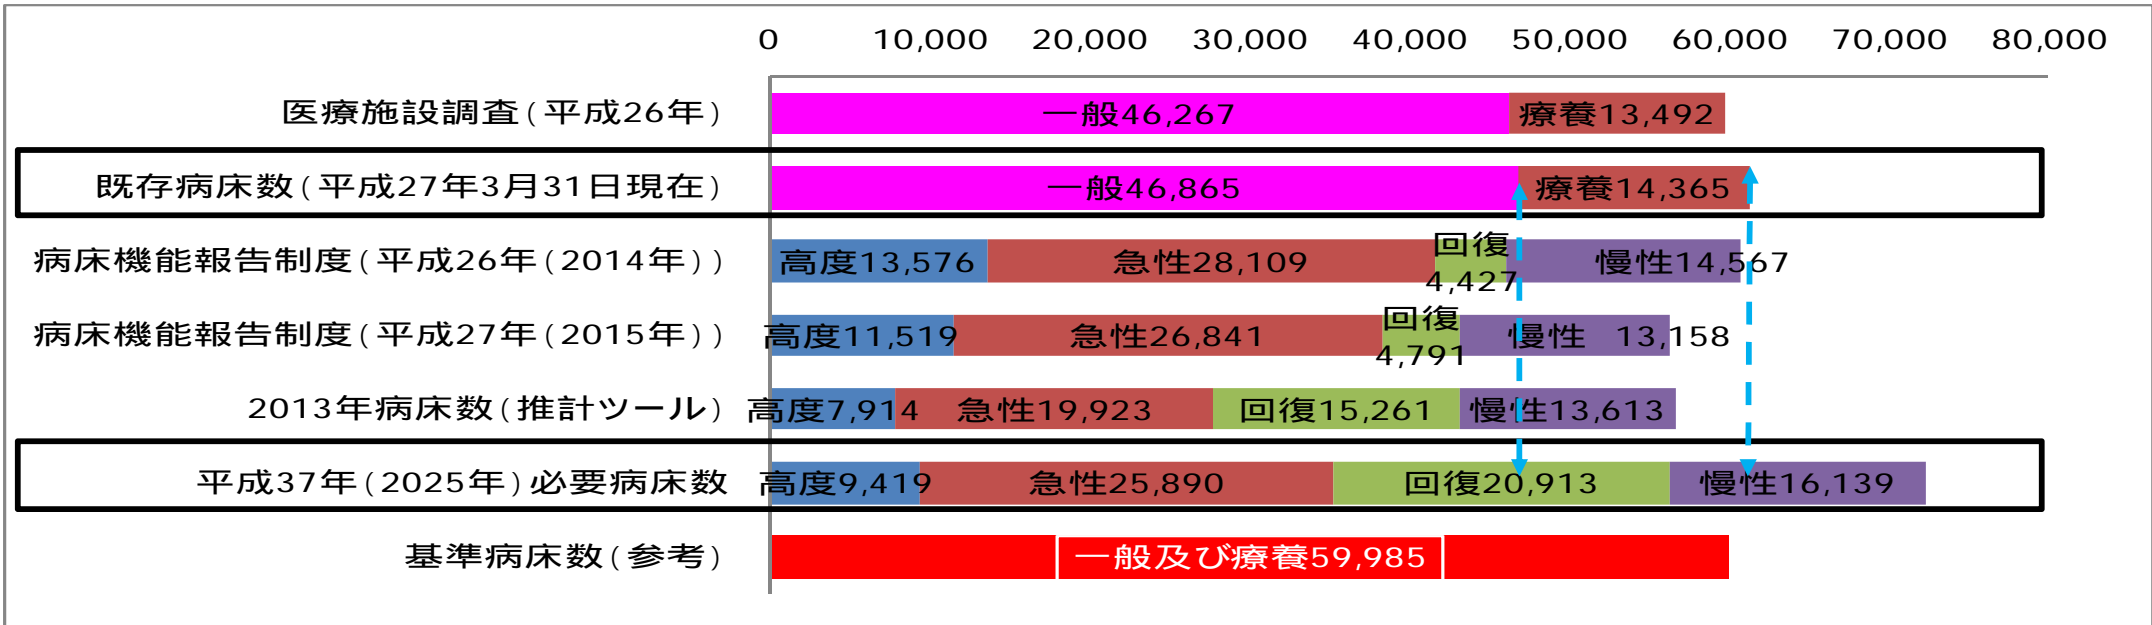 0 10,000 20,000 30,000 40,000 50,000 60,000 70,000 80,000
医療施設調査(平成26年) 一般46,267 療養13,492
既存病床数(平成27年3月31日現在) 一般46,865 療養14,365
病床機能報告制度(平成26年(2014年)) 高度13,576 急性28,109 回復 4,427 慢性14,567
病床機能報告制度(平成27年(2015年)) 高度11,519 急性26,841 回復 4,791 慢性 13,158
2013年病床数(推計ツール) 高度7,914 急性19,923 回復15,261 慢性13,613
平成37年(2025年)必要病床数 高度9,419 急性25,890 回復20,913 慢性16,139
基準病床数(参考) 一般及び療養59,985